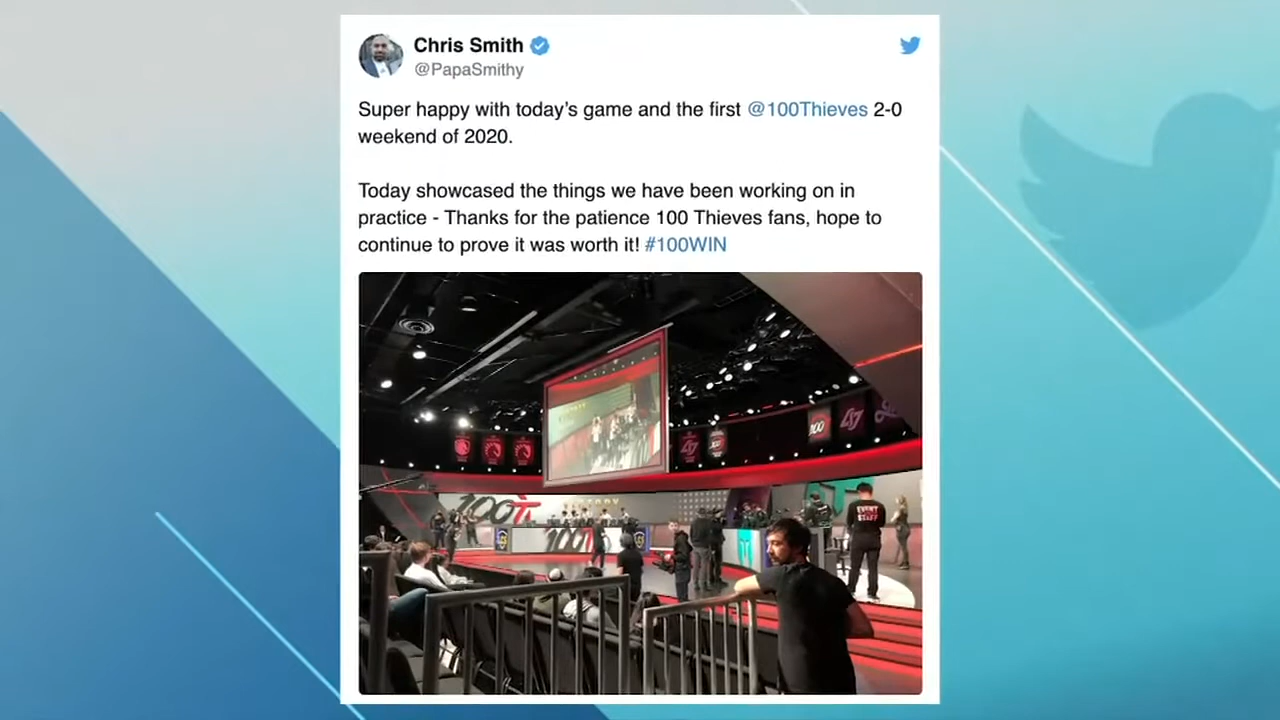 Chris Smith
@PapaSmithy
Super happy with today's game and the first @100Thieves 2-0
weekend of 2020.
Today showcased the things we have been working on in
practice - Thanks for the patience 100 Thieves fans, hope to
continue to prove it was worth it! #100WIN
100
100T
VICTORY
EVENT
STAFF
100T